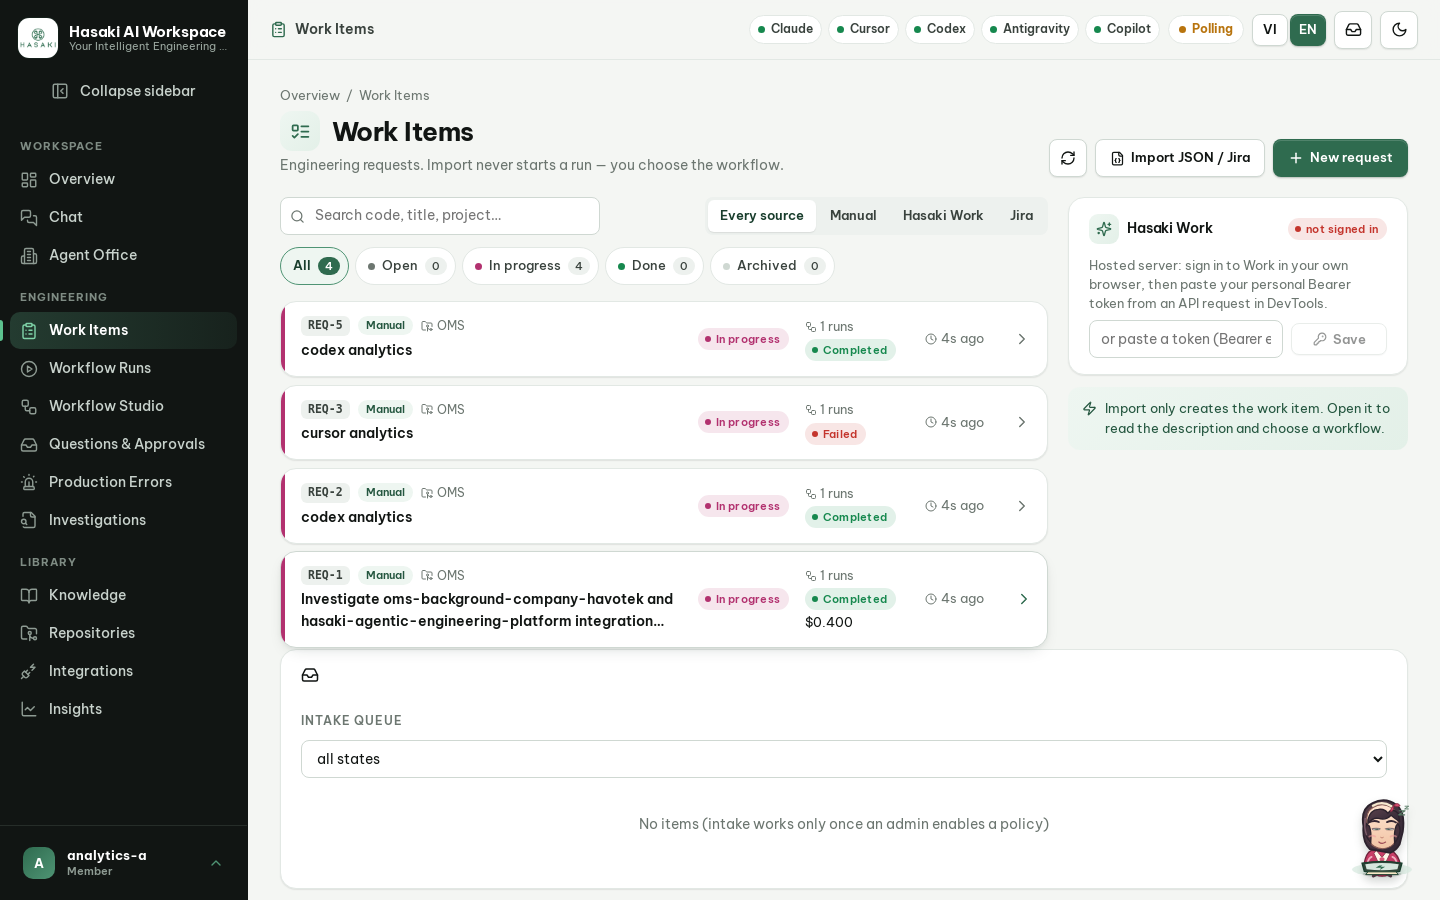 HASAKI
Hasaki AI Workspace
Your Intelligent Engineering ...
Collapse sidebar
WORKSPACE
Overview
Chat
Agent Office
ENGINEERING
Work Items
Workflow Runs
Workflow Studio
Questions & Approvals
Production Errors
Investigations
LIBRARY
Knowledge
Repositories
Integrations
Insights
A
analytics-a
Member
Work Items
Claude
Cursor
Codex
Antigravity
Copilot
Polling
VI
EN
Overview / Work Items
Work Items
Engineering requests. Import never starts a run — you choose the workflow.
Import JSON / Jira
New request
Search code, title, project...
Every source
Manual
Hasaki Work
Jira
All 4
Open 0
In progress 4
Done 0
Archived 0
REQ-5 Manual OMS
codex analytics
In progress
1 runs
Completed
4s ago
REQ-3 Manual OMS
cursor analytics
In progress
1 runs
Failed
4s ago
REQ-2 Manual OMS
codex analytics
In progress
1 runs
Completed
4s ago
REQ-1 Manual OMS
Investigate oms-background-company-havotek and
hasaki-agentic-engineering-platform integration...
In progress
1 runs
Completed
$0.400
4s ago
Hasaki Work
not signed in
Hosted server: sign in to Work in your own
browser, then paste your personal Bearer
token from an API request in DevTools.
or paste a token (Bearer e
Save
Import only creates the work item. Open it to
read the description and choose a workflow.
INTAKE QUEUE
all states
No items (intake works only once an admin enables a policy)